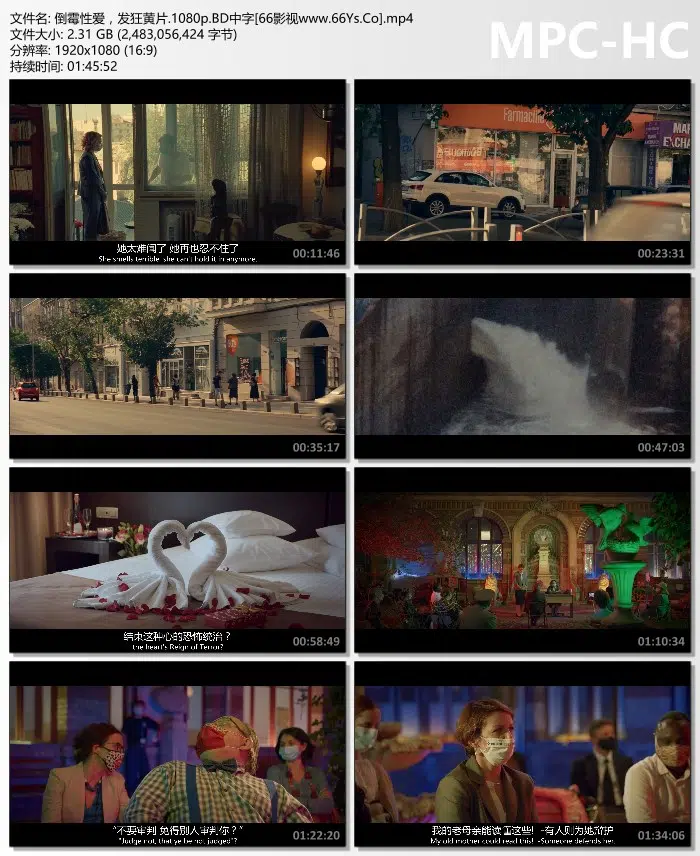 文件名: 倒霉性爱，发狂黄片.1080p.BD中字[66影视www.66Ys.Co].mp4
文件大小: 2.31 GB (2,483,056,424 字节)
分辨率: 1920x1080 (16:9)
持续时间: 01:45:52
MPC-HC
她太难闻了 她再也忍不住了
She smells terrible, she can't hold it in anymore.
00:11:46
Farmacia
00:23:31
00:35:17
00:47:03
结束这种心的恐怖统治？
the heart's Reign of Terror?
00:58:49
01:10:34
"不要审判 免得别人审判你？"
"Judge not, that ye be not judged"?
01:22:20
我的老母亲能读懂这些！ -有人则为她辩护
My old mother could read this! -Someone defends her.
01:34:06